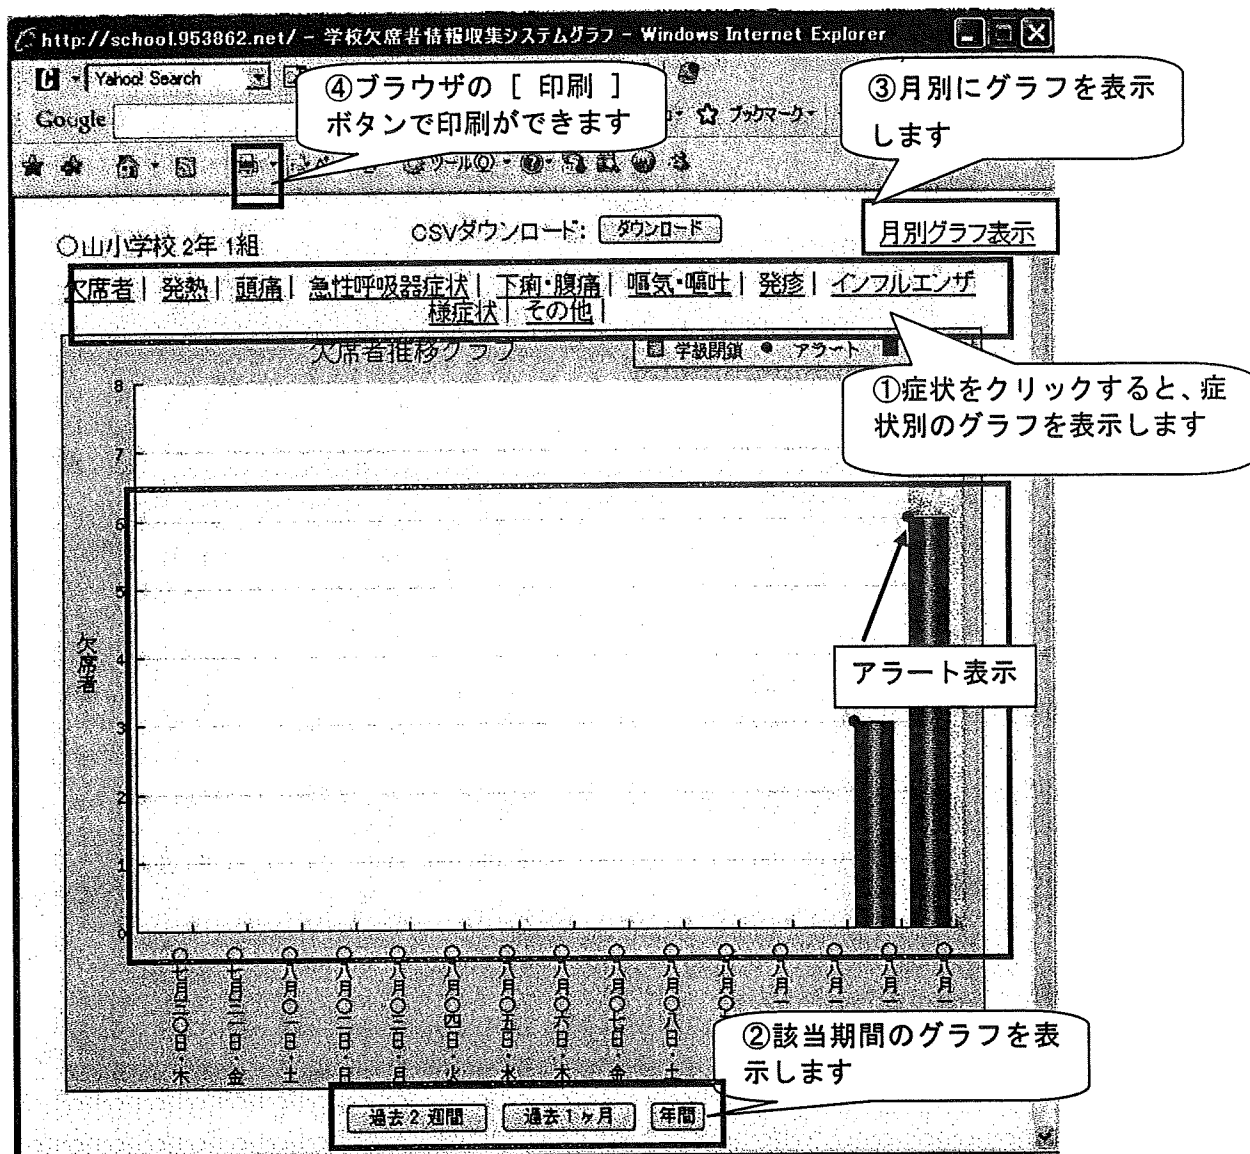 http://school.953862.net/ - 学校欠席者情報収集システムグラフ - Windows Internet Explorer
Yahoo! Search
④ブラウザの [ 印刷 ]
ボタンで印刷ができます
③月別にグラフを表示
します
Google
ブックマーク
ツール(O)
○山小学校 2年 1組
CSVダウンロード: ダウンロード
月別グラフ表示
欠席者 | 発熱 | 頭痛 | 急性呼吸器症状 | 下痢・腹痛 | 嘔気・嘔吐 | 発疹 | インフルエンザ
様症状 | その他 |
欠席者推移グラフ
学級閉鎖 アラート
①症状をクリックすると、症
状別のグラフを表示します
8
7
6
5
4
3
2
1
0
欠席者
アラート表示
〇八月〇一日・土
〇八月〇二日・日
〇八月〇三日・月
〇八月〇四日・火
〇八月〇五日・水
〇八月〇六日・木
〇八月〇七日・金
〇八月〇八日・土
②該当期間のグラフを表
示します
過去2週間 過去1ヶ月 年間